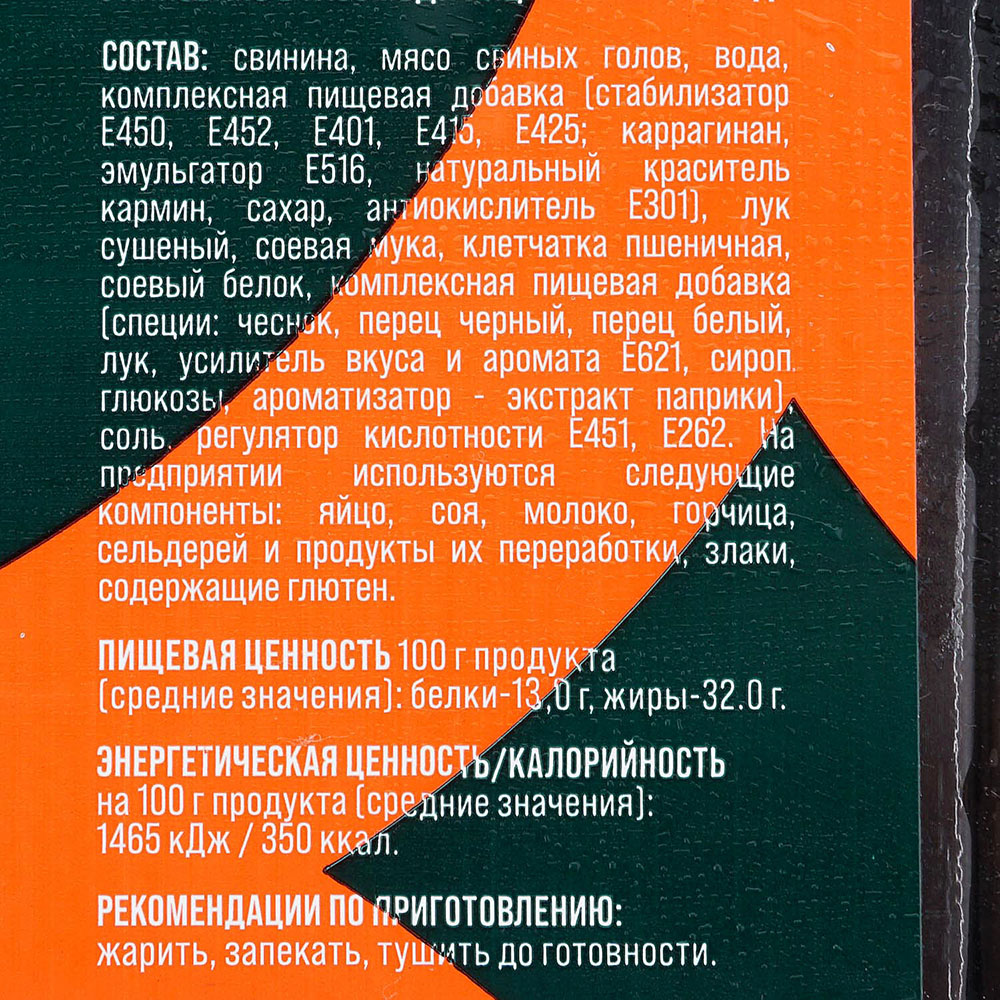 СОСТАВ: свинина, мясо свиных голов, вода,
комплексная пищевая добавка (стабилизатор
Е450, Е452, Е401, Е415, Е425; каррагинан,
эмульгатор Е516, натуральный краситель
кармин, сахар, антиокислитель Е301), лук
сушеный, соевая мука, клетчатка пшеничная,
соевый белок, комплексная пищевая добавка
(специи: чеснок, перец черный, перец белый,
лук, усилитель вкуса и аромата Е621, сироп
глюкозы, ароматизатор - экстракт паприки),
соль. регулятор кислотности Е451, Е262. На
предприятии используются следующие
компоненты: яйцо, соя, молоко, горчица,
сельдерей и продукты их переработки, злаки,
содержащие глютен.
ПИЩЕВАЯ ЦЕННОСТЬ 100 г продукта
(средние значения): белки-13,0 г, жиры-32.0 г.
ЭНЕРГЕТИЧЕСКАЯ ЦЕННОСТЬ/КАЛОРИЙНОСТЬ
на 100 г продукта (средние значения):
1465 кДж / 350 ккал.
РЕКОМЕНДАЦИИ ПО ПРИГОТОВЛЕНИЮ:
жарить, запекать, тушить до готовности.